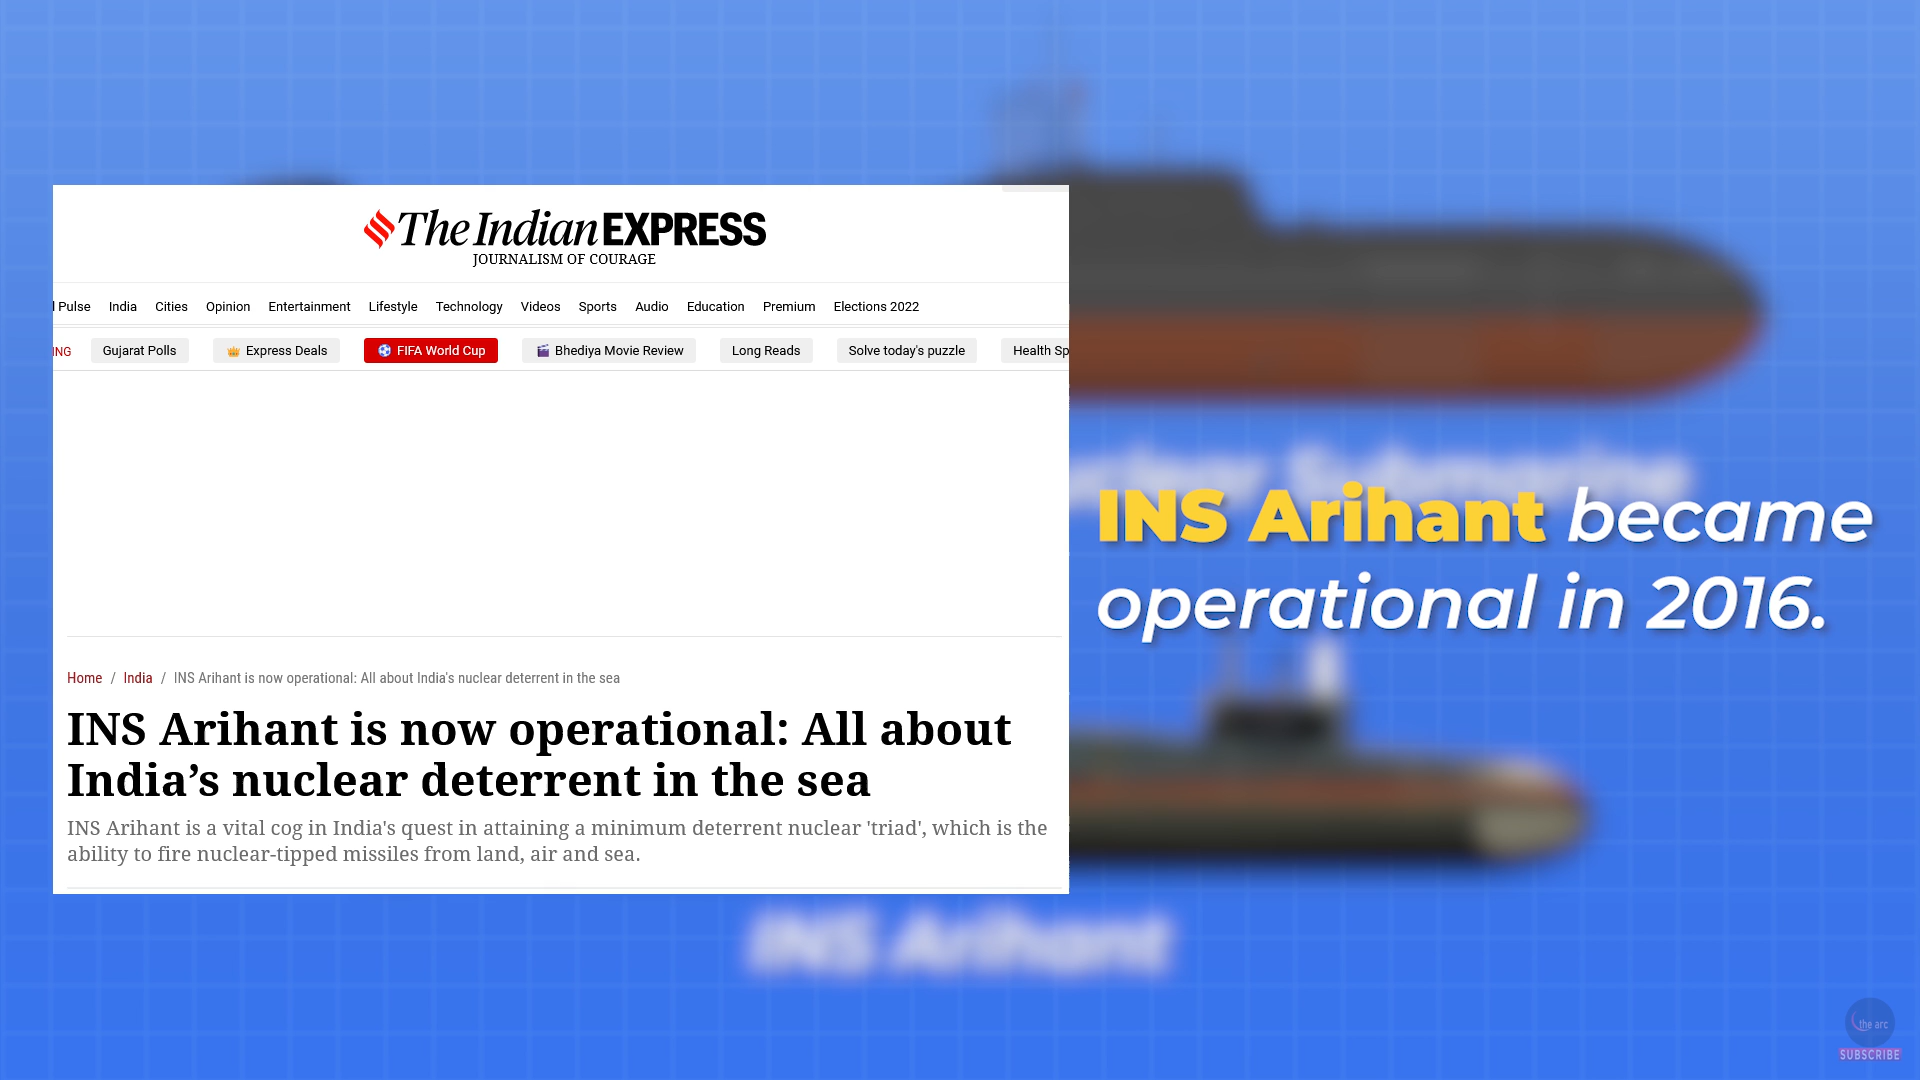 The Indian EXPRESS
JOURNALISM OF COURAGE
Pulse India Cities Opinion Entertainment Lifestyle Technology Videos Sports Audio Education Premium Elections 2022
ING Gujarat Polls Express Deals FIFA World Cup Bhediya Movie Review Long Reads Solve today's puzzle Health Sp
Home / India / INS Arihant is now operational: All about India's nuclear deterrent in the sea
INS Arihant is now operational: All about
India’s nuclear deterrent in the sea
INS Arihant is a vital cog in India's quest in attaining a minimum deterrent nuclear 'triad', which is the
ability to fire nuclear-tipped missiles from land, air and sea.
uclear Submarine
INS Arihant became
operational in 2016.
INS Arihant
the arc
SUBSCRIBE